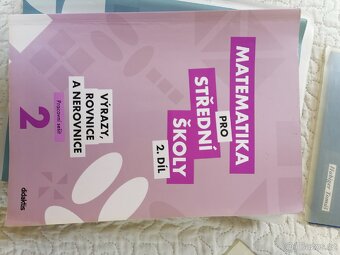 MATEMATIKA
PRO
STŘEDNÍ
ŠKOLY
2. DÍL
VÝRAZY,
ROVNICE
A NEROVNICE
Pracovní sešit
2
didaktis